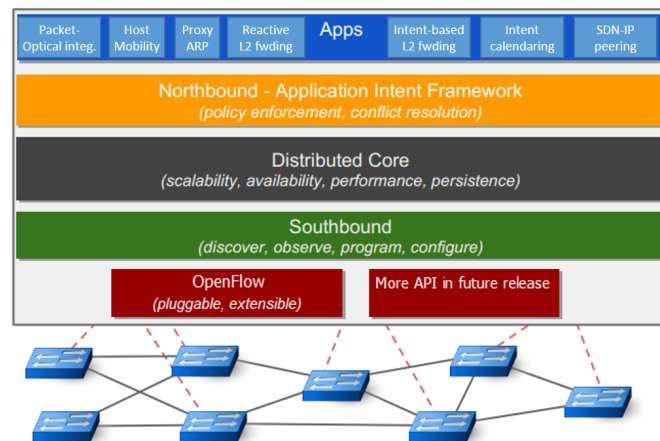 Packet-
Optical integ.
Host
Mobility
Proxy
ARP
Reactive
L2 fwding
Apps
Intent-based
L2 fwding
Intent
calendaring
SDN-IP
peering
Northbound - Application Intent Framework
(policy enforcement, conflict resolution)
Distributed Core
(scalability, availability, performance, persistence)
Southbound
(discover, observe, program, configure)
OpenFlow
(pluggable, extensible)
More API in future release